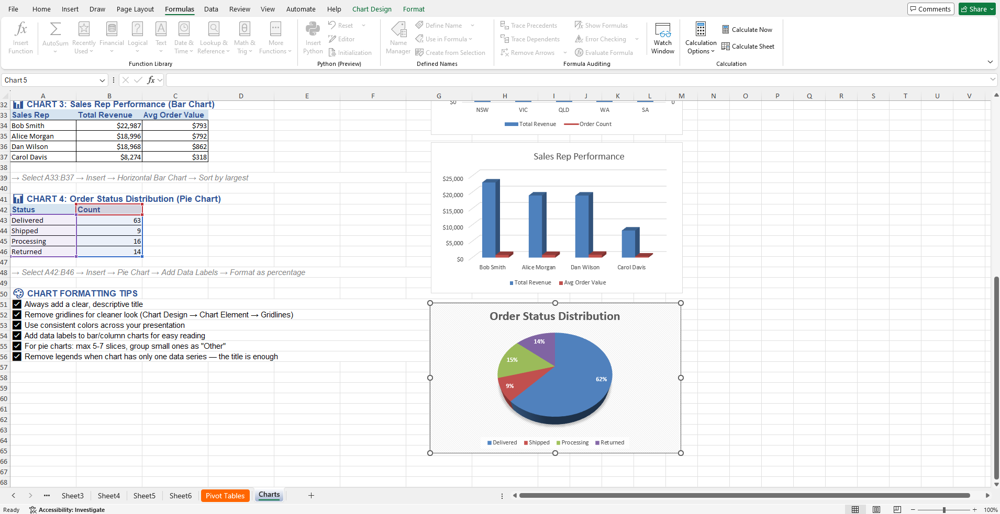 File Home Insert Draw Page Layout Formulas Data Review View Automate Help Chart Design Format Comments Share
Insert Function AutoSum Recently Used Financial Logical Text Date & Time Lookup & Reference Math & Trig More Functions
Function Library
Insert Python Reset Editor Initialization
Python (Preview)
Name Manager Define Name Use in Formula Create from Selection
Defined Names
Trace Precedents Trace Dependents Remove Arrows Show Formulas Error Checking Evaluate Formula
Formula Auditing
Watch Window
Calculation Options Calculate Now Calculate Sheet
Calculation
Chart 5 fx
A B C D E F G H I J K L M N O P Q R S T U V
32 CHART 3: Sales Rep Performance (Bar Chart)
33 Sales Rep Total Revenue Avg Order Value
34 Bob Smith $22,987 $793
35 Alice Morgan $18,996 $792
36 Dan Wilson $18,968 $862
37 Carol Davis $8,274 $318
38
39 → Select A33:B37 → Insert → Horizontal Bar Chart → Sort by largest
40
41 CHART 4: Order Status Distribution (Pie Chart)
42 Status Count
43 Delivered 63
44 Shipped 9
45 Processing 16
46 Returned 14
47
48 → Select A42:B46 → Insert → Pie Chart → Add Data Labels → Format as percentage
49
50 CHART FORMATTING TIPS
51 Always add a clear, descriptive title
52 Remove gridlines for cleaner look (Chart Design → Chart Element → Gridlines)
53 Use consistent colors across your presentation
54 Add data labels to bar/column charts for easy reading
55 For pie charts: max 5-7 slices, group small ones as "Other"
56 Remove legends when chart has only one data series — the title is enough
57
58
59
60
61
62
63
64
65
66
67
68
$0 0
NSW VIC QLD WA SA
Total Revenue Order Count
Sales Rep Performance
$25,000
$20,000
$15,000
$10,000
$5,000
$0
Bob Smith Alice Morgan Dan Wilson Carol Davis
Total Revenue Avg Order Value
Order Status Distribution
14%
15%
62%
9%
Delivered Shipped Processing Returned
Sheet3 Sheet4 Sheet5 Sheet6 Pivot Tables Charts
Ready Accessibility: Investigate 100%